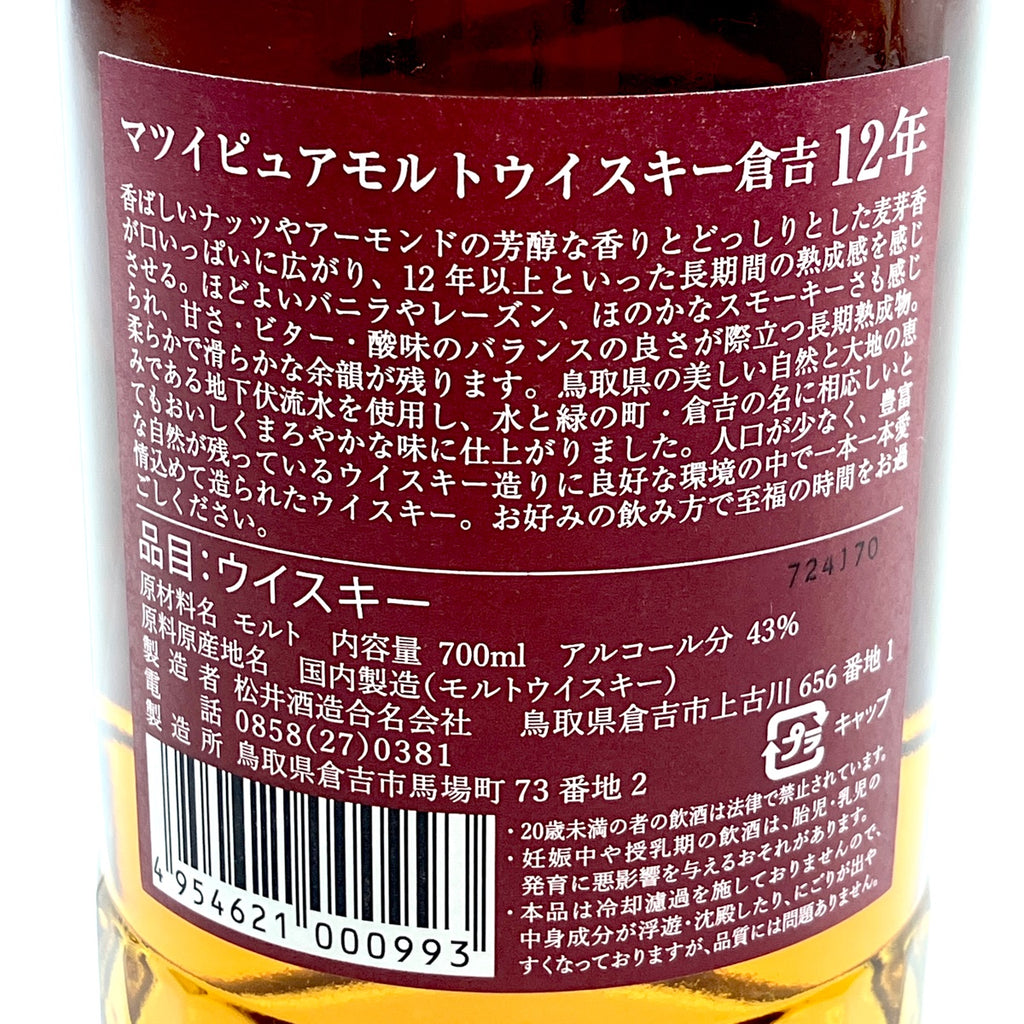 マツイピュアモルトウイスキー倉吉 12年
香ばしいナッツやアーモンドの芳醇な香りとどっしりとした麦芽香
が口いっぱいに広がり、12年以上といった長期間の熟成感を感じ
させる。ほどよいバニラやレーズン、ほのかなスモーキーさも感じ
られ、甘さ・ビター・酸味のバランスの良さが際立つ長期熟成物。
柔らかで滑らかな余韻が残ります。鳥取県の美しい自然と大地の恵
みである地下伏流水を使用し、水と緑の町・倉吉の名に相応しいと
てもおいしくまろやかな味に仕上がりました。人口が少なく、豊富
な自然が残っているウイスキー造りに良好な環境の中で一本一本愛
情込めて造られたウイスキー。お好みの飲み方で至福の時間をお過
ごしください。
724170
品目:ウイスキー
原材料名 モルト 内容量 700ml アルコール分 43%
原料原産地名 国内製造(モルトウイスキー)
製造者 松井酒造合名会社 鳥取県倉吉市上古川 656 番地 1
電話 0858(27)0381
製造所 鳥取県倉吉市馬場町 73 番地 2
プラ キャップ
4 954621 000993
・20歳未満の者の飲酒は法律で禁止されています。
・妊娠中や授乳期の飲酒は、胎児・乳児の
発育に悪影響を与えるおそれがあります。
・本品は冷却濾過を施しておりませんので、
中身成分が浮遊・沈殿したり、にごりが出や
すくなっておりますが、品質には問題ありません。